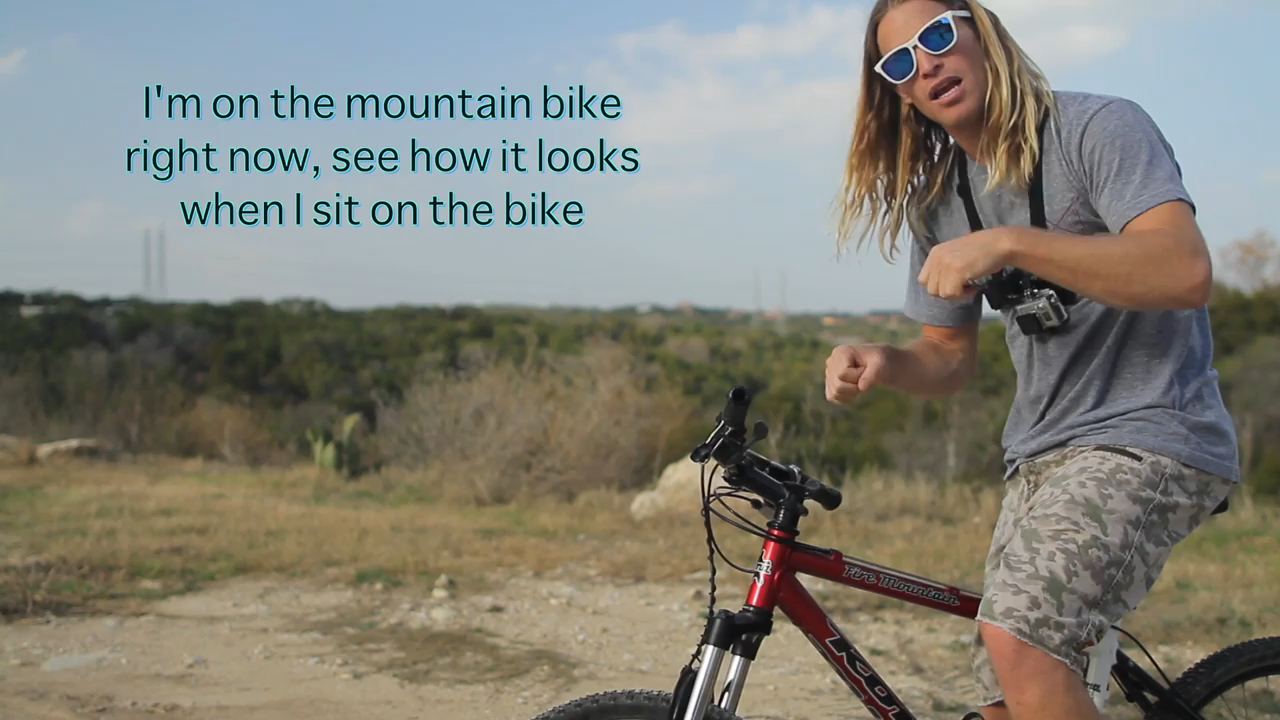 I'm on the mountain bike
right now, see how it looks
when I sit on the bike
Fire Mountain